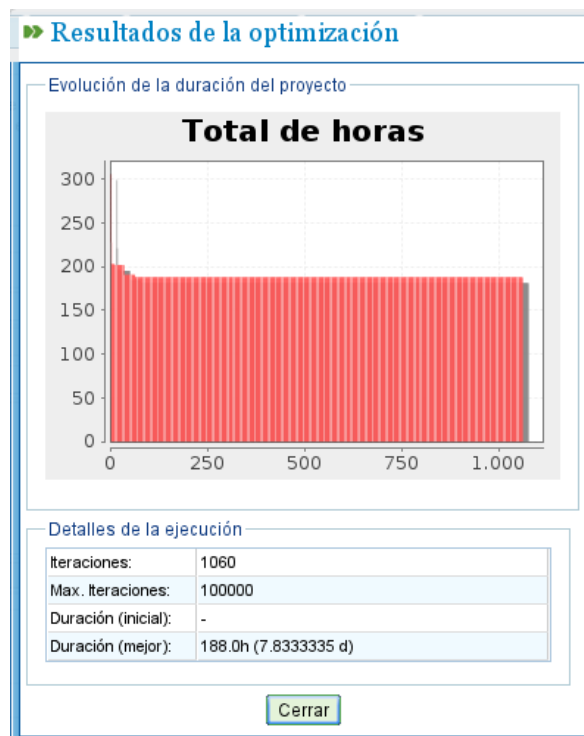 Resultados de la optimización
Evolución de la duración del proyecto
Total de horas
300
250
200
150
100
50
0
0 250 500 750 1.000
Detalles de la ejecución
Iteraciones: 1060
Max. Iteraciones: 100000
Duración (inicial): -
Duración (mejor): 188.0h (7.8333335 d)
Cerrar